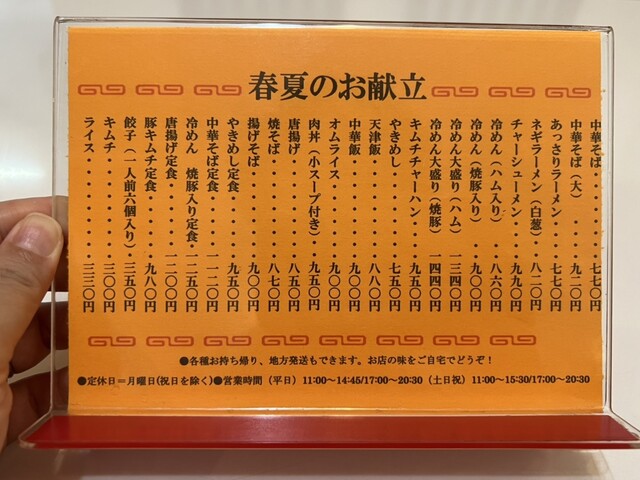 春夏のお献立
中華そば・・・・・七七〇円
中華そば(大)・・・九二〇円
あっさりラーメン・・・七七〇円
ネギラーメン(白葱)・・八二〇円
チャーシューメン・・・九九〇円
冷めん(ハム入り)・・・八六〇円
冷めん(焼豚入り)・・・九〇〇円
冷めん大盛り(ハム)・・一三四〇円
冷めん大盛り(焼豚)・・一四四〇円
キムチチャーハン・・・九五〇円
やきめし・・・・・・七五〇円
天津飯・・・・・・・八八〇円
中華飯・・・・・・・九〇〇円
オムライス・・・・・九〇〇円
肉丼(小スープ付き)・・九五〇円
唐揚げ・・・・・・・八五〇円
焼そば・・・・・・・八七〇円
揚げそば・・・・・・九〇〇円
やきめし定食・・・・・九五〇円
中華そば定食・・・・一一二〇円
冷めん 焼豚入り定食・一二五〇円
唐揚げ定食・・・・・一二〇〇円
豚キムチ定食・・・・・九八〇円
餃子(一人前六個入り)・・三五〇円
キムチ・・・・・・・三〇〇円
ライス・・・・・・・三三〇円
●各種お持ち帰り、地方発送もできます。お店の味をご自宅でどうぞ!
●定休日=月曜日(祝日を除く)●営業時間(平日)11:00〜14:45/17:00〜20:30(土日祝)11:00〜15:30/17:00〜20:30